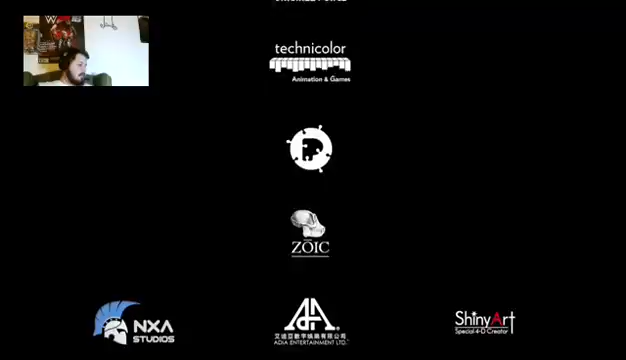 technicolor
Animation & Games
ZOIC
NXA
STUDIOS
ADIA ENTERTAINMENT LTD.
ShinyArt
Special 4-D Creator